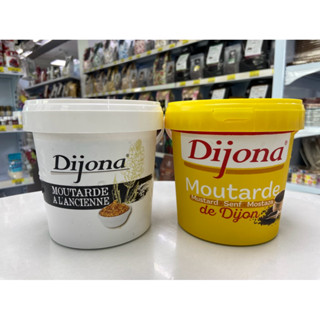 Dijona
MOUTARDE
A L'ANCIENNE
Dijona
Moutarde
Mustard Senf Mostaza
de Dijon